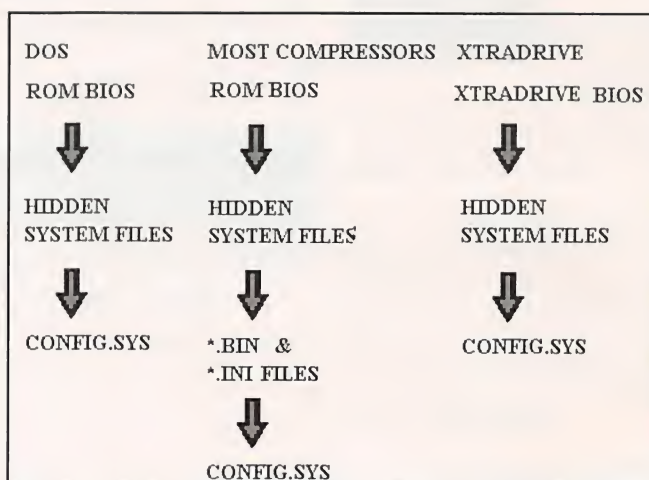 DOS
ROM BIOS
HIDDEN
SYSTEM FILES
CONFIG.SYS
MOST COMPRESSORS
ROM BIOS
HIDDEN
SYSTEM FILES
*.BIN &
*.INI FILES
CONFIG.SYS
XTRADRIVE
XTRADRIVE BIOS
HIDDEN
SYSTEM FILES
CONFIG.SYS